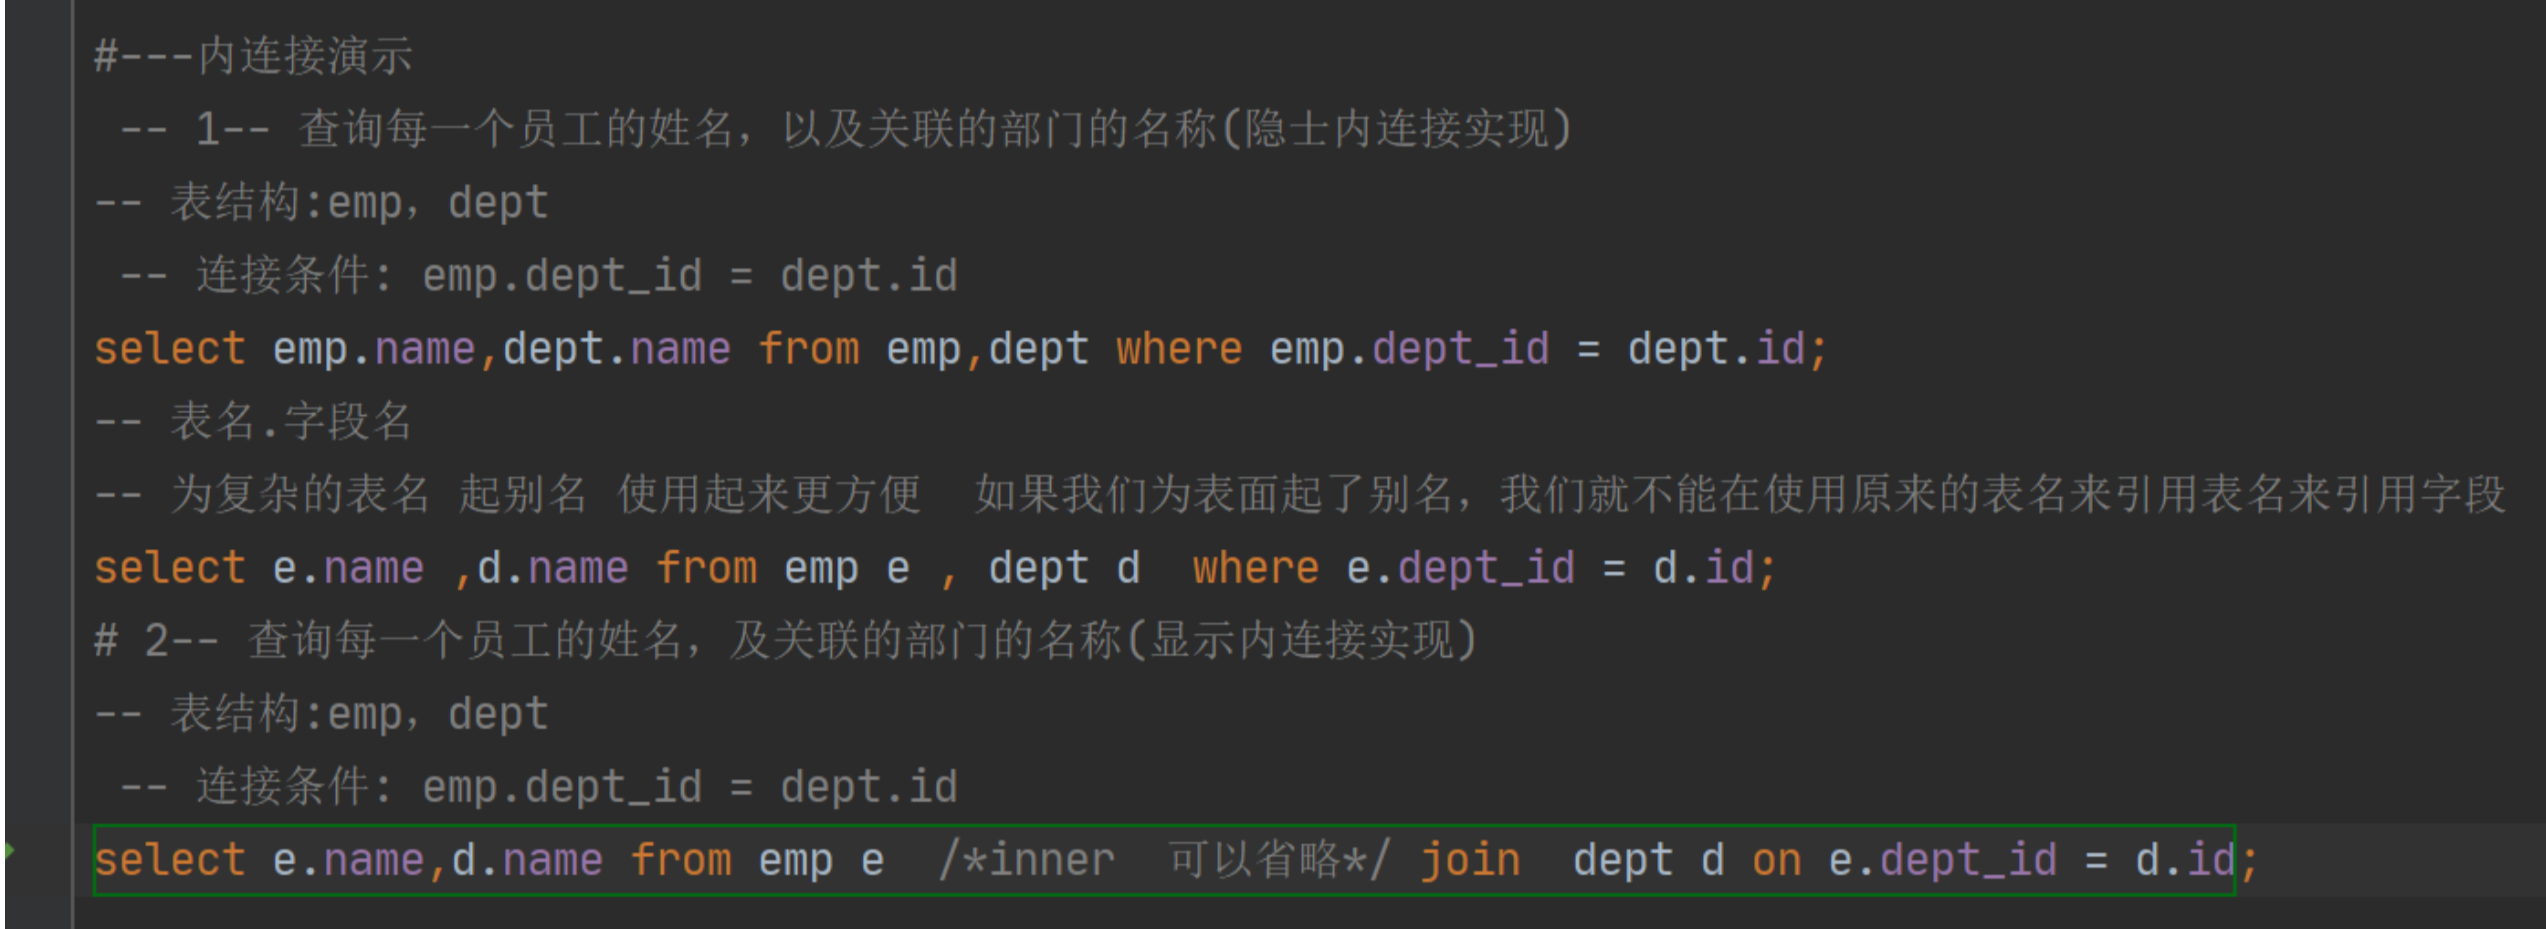 #---内连接演示
-- 1-- 查询每一个员工的姓名，以及关联的部门的名称(隐士内连接实现)
-- 表结构:emp，dept
-- 连接条件: emp.dept_id = dept.id
select emp.name,dept.name from emp,dept where emp.dept_id = dept.id;
-- 表名.字段名
-- 为复杂的表名 起别名 使用起来更方便  如果我们为表面起了别名，我们就不能在使用原来的表名来引用表名来引用字段
select e.name ,d.name from emp e , dept d  where e.dept_id = d.id;
# 2-- 查询每一个员工的姓名，及关联的部门的名称(显示内连接实现)
-- 表结构:emp，dept
-- 连接条件: emp.dept_id = dept.id
select e.name,d.name from emp e  /*inner  可以省略*/ join  dept d on e.dept_id = d.id;